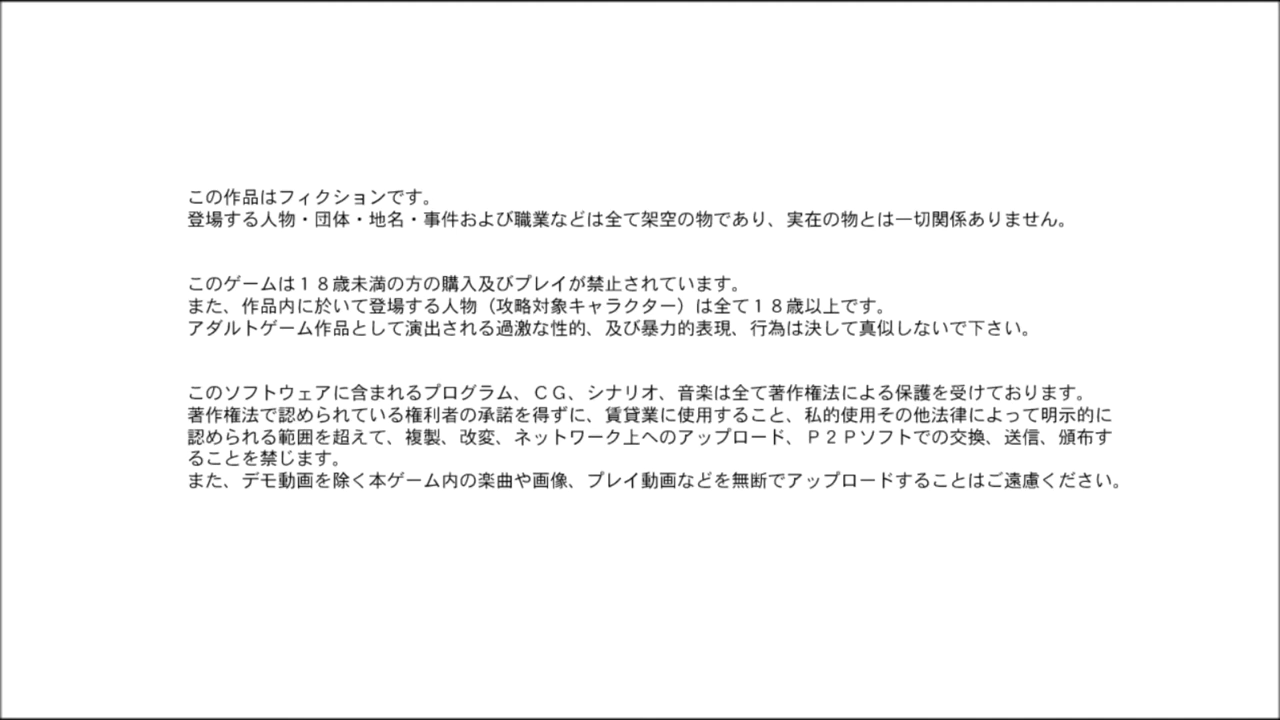 この作品はフィクションです。
登場する人物・団体・地名・事件および職業などは全て架空の物であり、実在の物とは一切関係ありません。
このゲームは１８歳未満の方の購入及びプレイが禁止されています。
また、作品内に於いて登場する人物（攻略対象キャラクター）は全て１８歳以上です。
アダルトゲーム作品として演出される過激な性的、及び暴力的表現、行為は決して真似しないで下さい。
このソフトウェアに含まれるプログラム、ＣＧ、シナリオ、音楽は全て著作権法による保護を受けております。
著作権法で認められている権利者の承諾を得ずに、賃貸業に使用すること、私的使用その他法律によって明示的に
認められる範囲を超えて、複製、改変、ネットワーク上へのアップロード、Ｐ２Ｐソフトでの交換、送信、頒布す
ることを禁じます。
また、デモ動画を除く本ゲーム内の楽曲や画像、プレイ動画などを無断でアップロードすることはご遠慮ください。